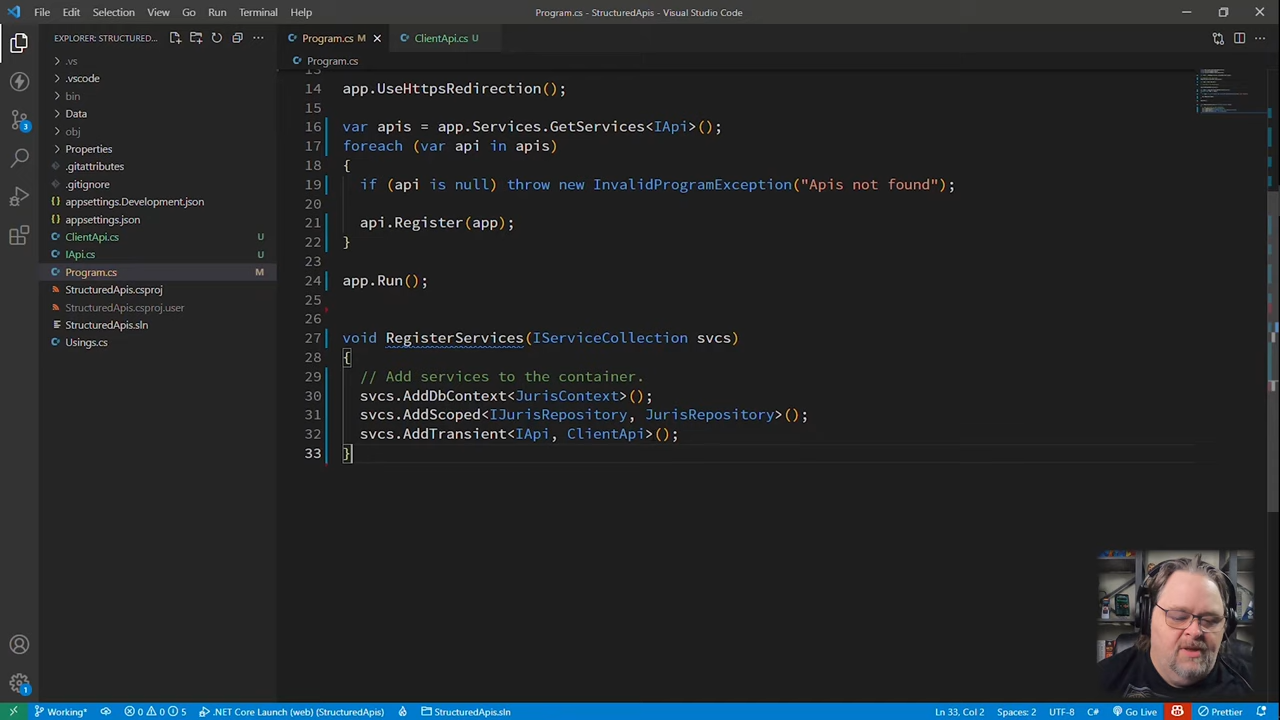 File Edit Selection View Go Run Terminal Help
Program.cs - StructuredApis - Visual Studio Code
EXPLORER: STRUCTURED...
Program.cs M
ClientApi.cs U
Program.cs
.vs
.vscode
bin
Data
obj
Properties
.gitattributes
.gitignore
appsettings.Development.json
appsettings.json
ClientApi.cs U
IApi.cs U
Program.cs M
StructuredApis.csproj
StructuredApis.csproj.user
StructuredApis.sln
Usings.cs
14 app.UseHttpsRedirection();
15
16 var apis = app.Services.GetServices<IApi>();
17 foreach (var api in apis)
18 {
19 if (api is null) throw new InvalidProgramException("Apis not found");
20
21 api.Register(app);
22 }
23
24 app.Run();
25
26
27 void RegisterServices(IServiceCollection svcs)
28 {
29 // Add services to the container.
30 svcs.AddDbContext<JurisContext>();
31 svcs.AddScoped<IJurisRepository, JurisRepository>();
32 svcs.AddTransient<IApi, ClientApi>();
33 }
3
1
Working* 0 0 5 .NET Core Launch (web) (StructuredApis) StructuredApis.sln Ln 33, Col 2 Spaces: 2 UTF-8 C# Go Live Prettier